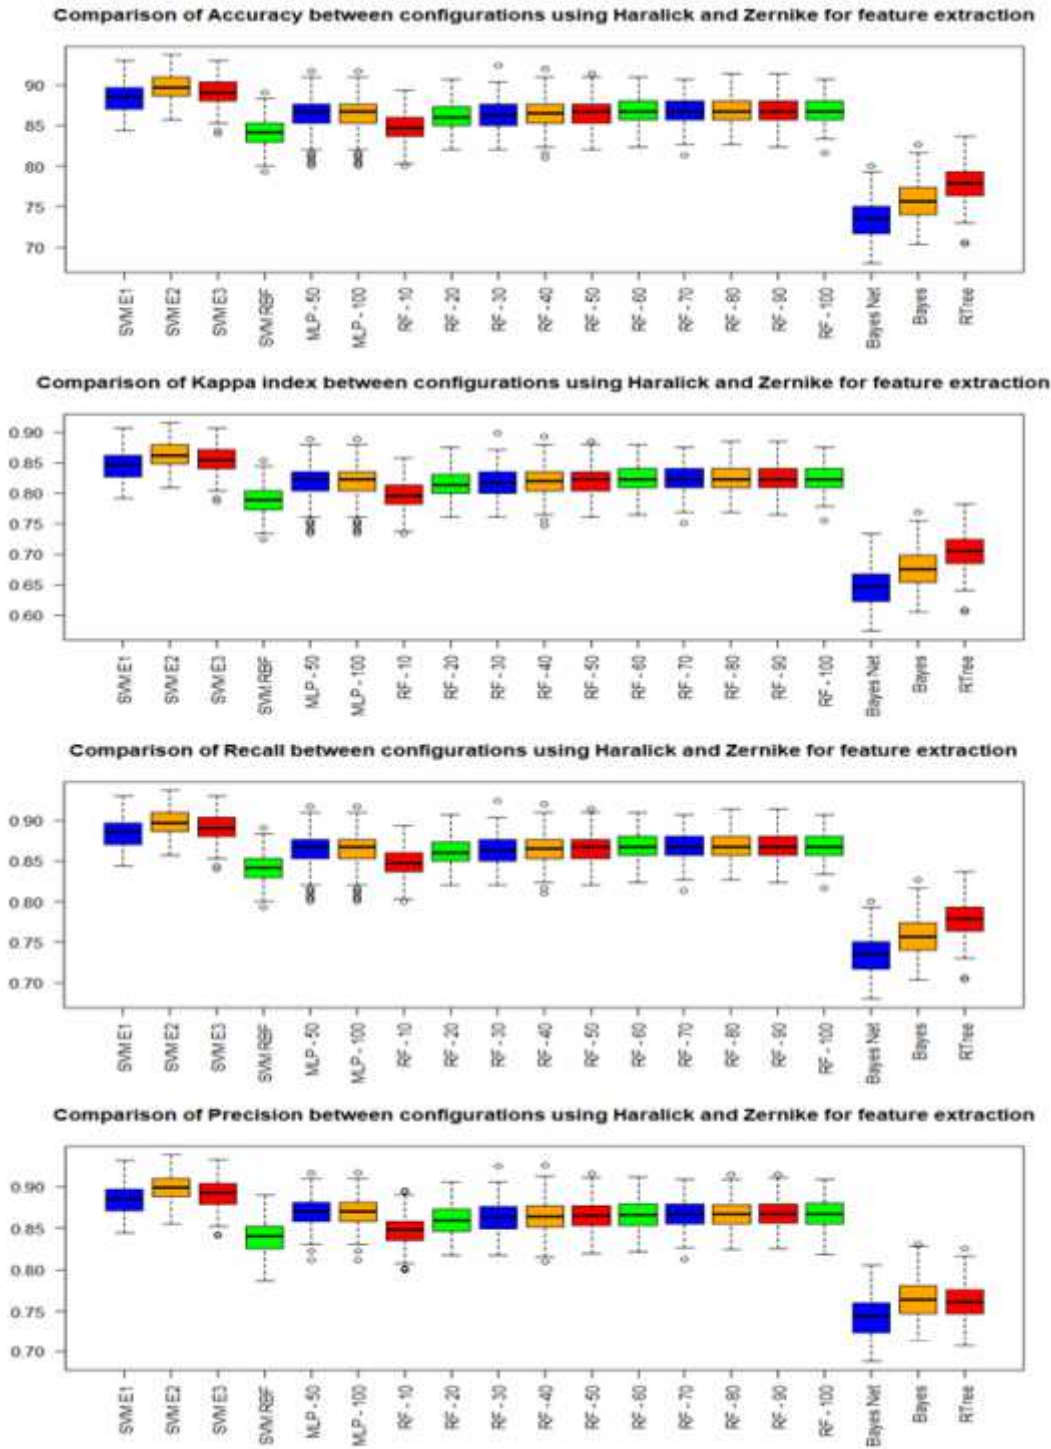 Comparison of Accuracy between configurations using Haralick and Zernike for feature extraction
90
85
80
75
70
SVM E1
SVM E2
SVM E3
SVM RBF
MLP - 50
MLP - 100
RF - 10
RF - 20
RF - 30
RF - 40
RF - 50
RF - 60
RF - 70
RF - 80
RF - 90
RF - 100
Bayes Net
Bayes
RTree
Comparison of Kappa index between configurations using Haralick and Zernike for feature extraction
0.90
0.85
0.80
0.75
0.70
0.65
0.60
SVM E1
SVM E2
SVM E3
SVM RBF
MLP - 50
MLP - 100
RF - 10
RF - 20
RF - 30
RF - 40
RF - 50
RF - 60
RF - 70
RF - 80
RF - 90
RF - 100
Bayes Net
Bayes
RTree
Comparison of Recall between configurations using Haralick and Zernike for feature extraction
0.90
0.85
0.80
0.75
0.70
SVM E1
SVM E2
SVM E3
SVM RBF
MLP - 50
MLP - 100
RF - 10
RF - 20
RF - 30
RF - 40
RF - 50
RF - 60
RF - 70
RF - 80
RF - 90
RF - 100
Bayes Net
Bayes
RTree
Comparison of Precision between configurations using Haralick and Zernike for feature extraction
0.90
0.85
0.80
0.75
0.70
SVM E1
SVM E2
SVM E3
SVM RBF
MLP - 50
MLP - 100
RF - 10
RF - 20
RF - 30
RF - 40
RF - 50
RF - 60
RF - 70
RF - 80
RF - 90
RF - 100
Bayes Net
Bayes
RTree